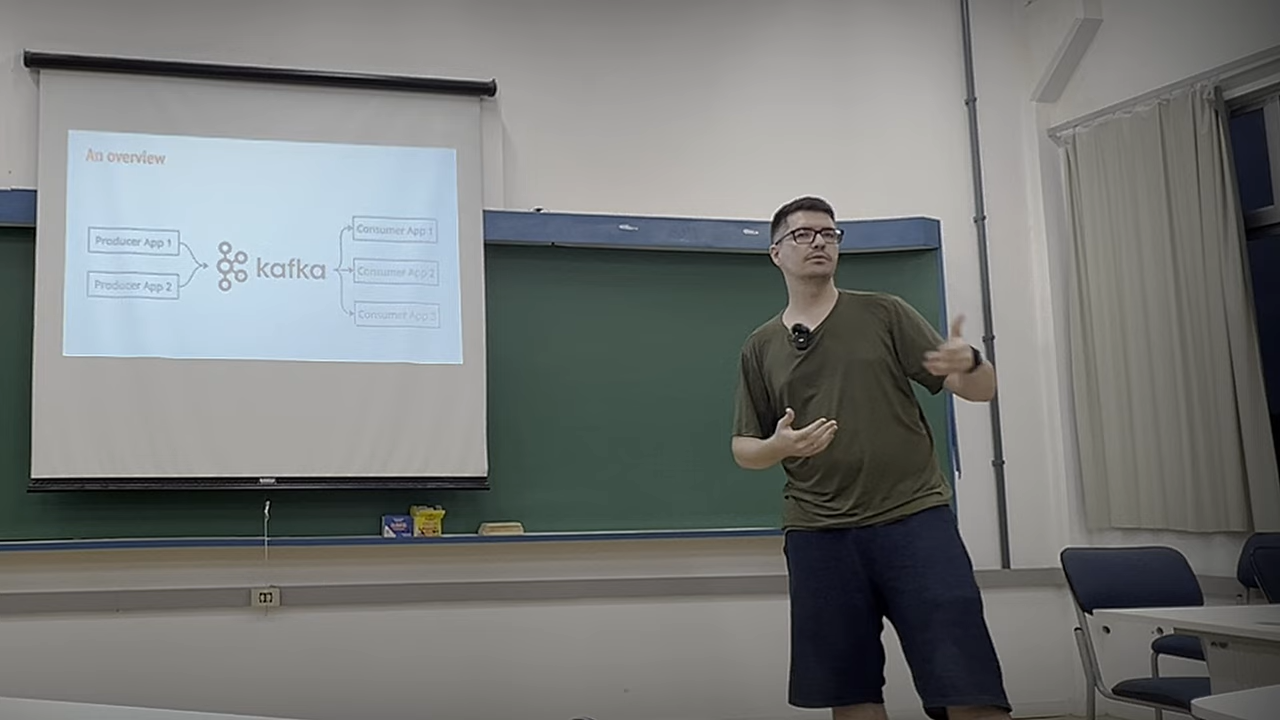 An overview
Producer App 1
Producer App 2
kafka
Consumer App 1
Consumer App 2
Consumer App 3